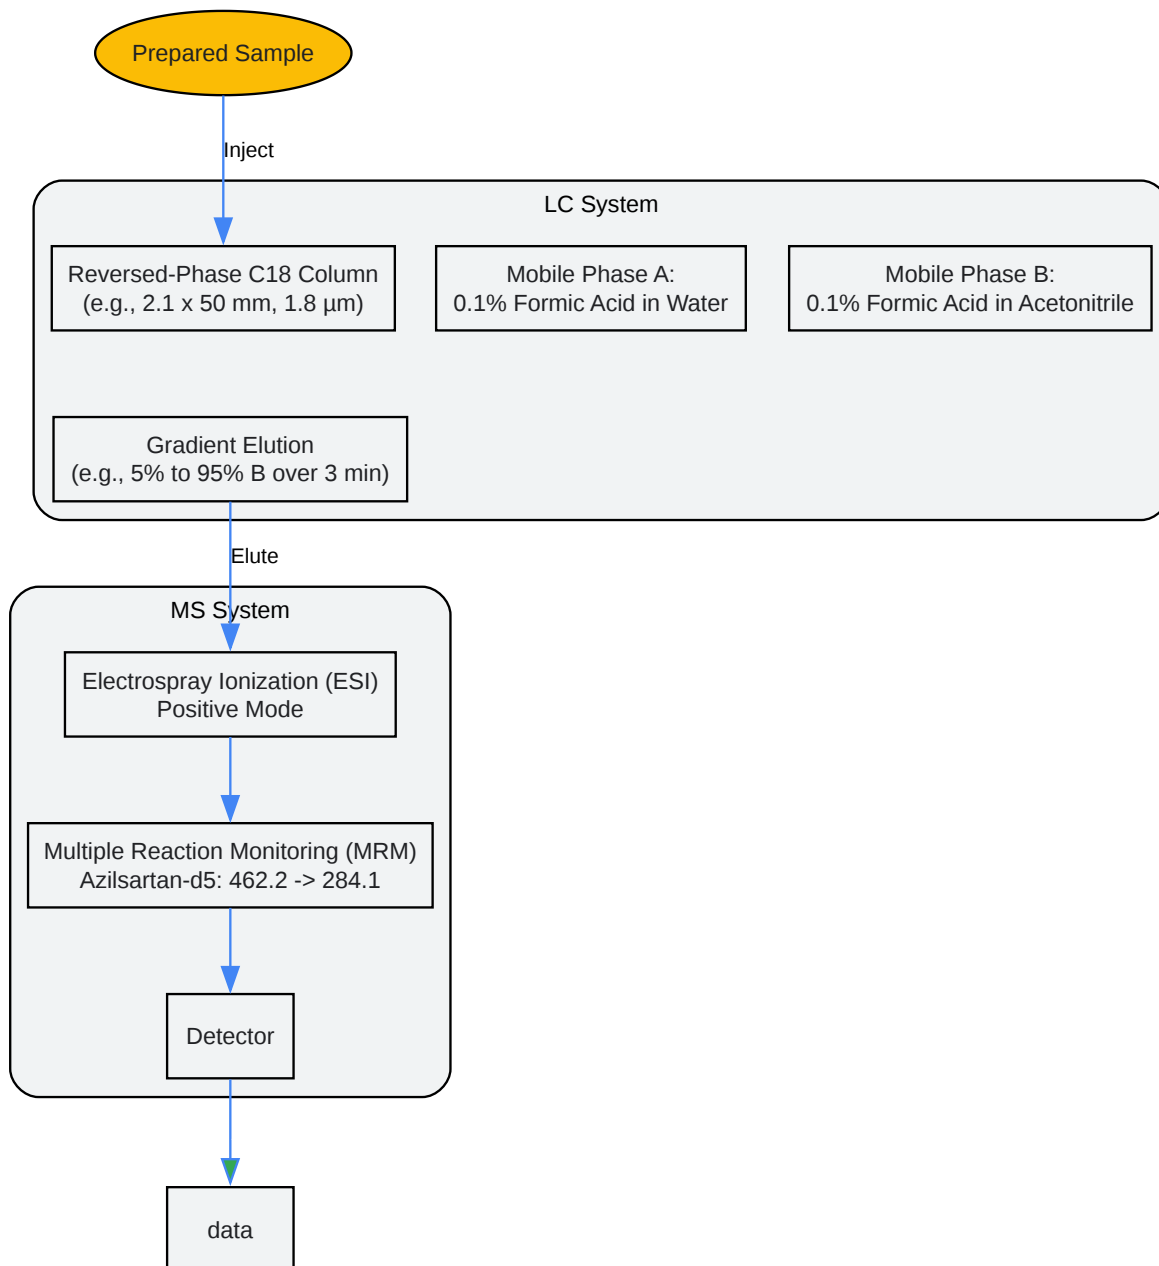 Prepared Sample
Inject
LC System
Reversed-Phase C18 Column
(e.g., 2.1 x 50 mm, 1.8 µm)
Mobile Phase A:
0.1% Formic Acid in Water
Mobile Phase B:
0.1% Formic Acid in Acetonitrile
Gradient Elution
(e.g., 5% to 95% B over 3 min)
Elute
MS System
Electrospray Ionization (ESI)
Positive Mode
Multiple Reaction Monitoring (MRM)
Azilsartan-d5: 462.2 -> 284.1
Detector
data